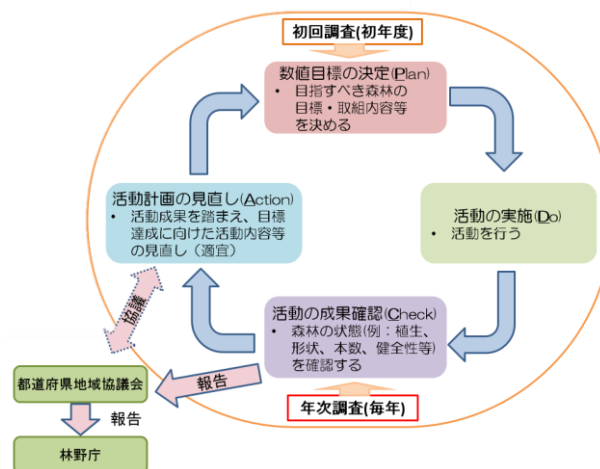 初回調査(初年度)
数値目標の決定(Plan)
・ 目指すべき森林の
目標・取組内容等
を決める
活動計画の見直し(Action)
・ 活動成果を踏まえ、目標
達成に向けた活動内容等
の見直し（適宜）
活動の実施(Do)
・ 活動を行う
活動の成果確認(Check)
・ 森林の状態(例：植生、
形状、本数、健全性等)
を確認する
協議
報告
都道府県地域協議会
年次調査(毎年)
報告
林野庁